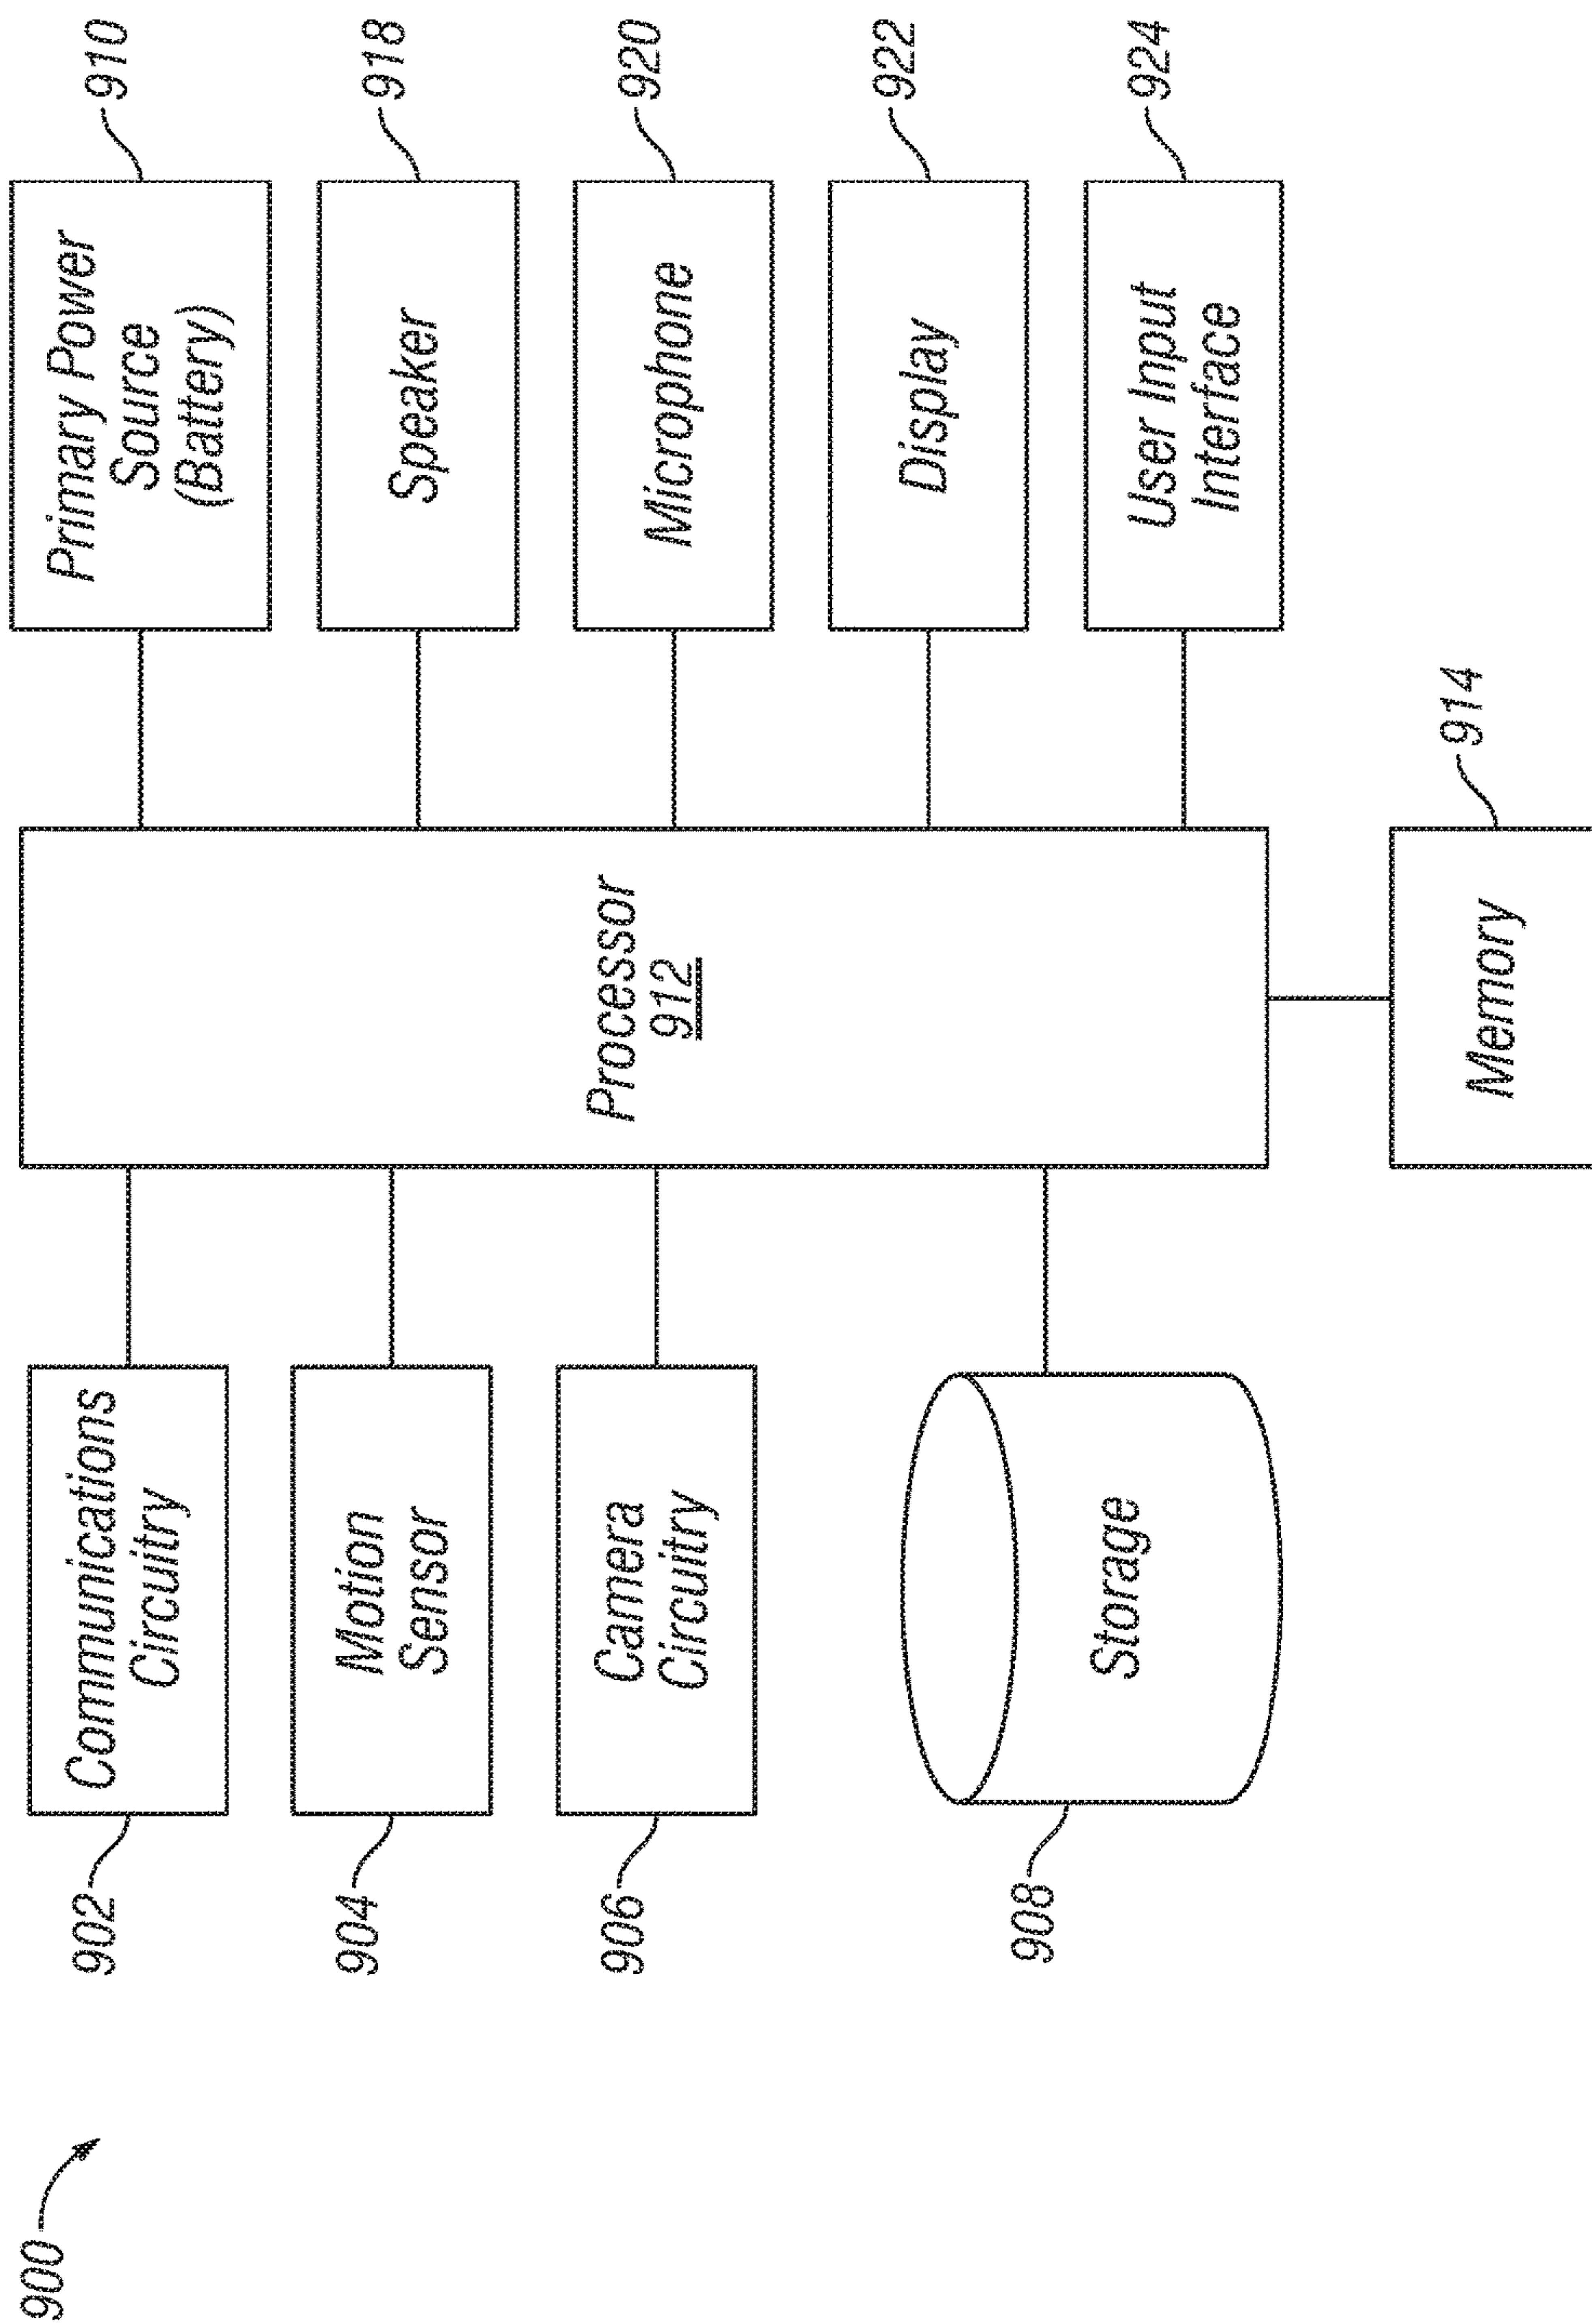 900
902
Communications
Circuitry
904
Motion
Sensor
906
Camera
Circuitry
908
Storage
Processor
912
Memory
914
Primary Power
Source
(Battery)
910
Speaker
918
Microphone
920
Display
922
User Input
Interface
924